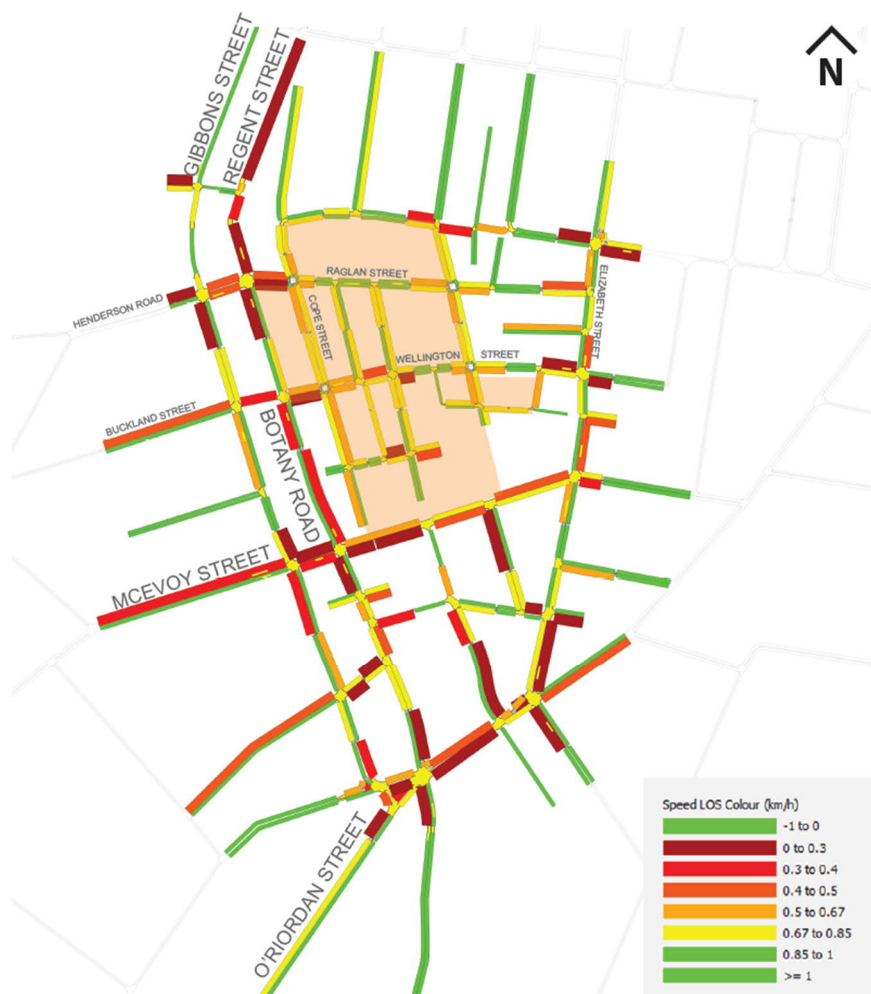 GIBBONS STREET
REGENT STREET
N
RAGLAN STREET
HENDERSON ROAD
COPE STREET
ELIZABETH STREET
WELLINGTON STREET
BUCKLAND STREET
BOTANY ROAD
MCEVOY STREET
O'RIORDAN STREET
Speed LOS Colour (km/h)
-1 to 0
0 to 0.3
0.3 to 0.4
0.4 to 0.5
0.5 to 0.67
0.67 to 0.85
0.85 to 1
>= 1